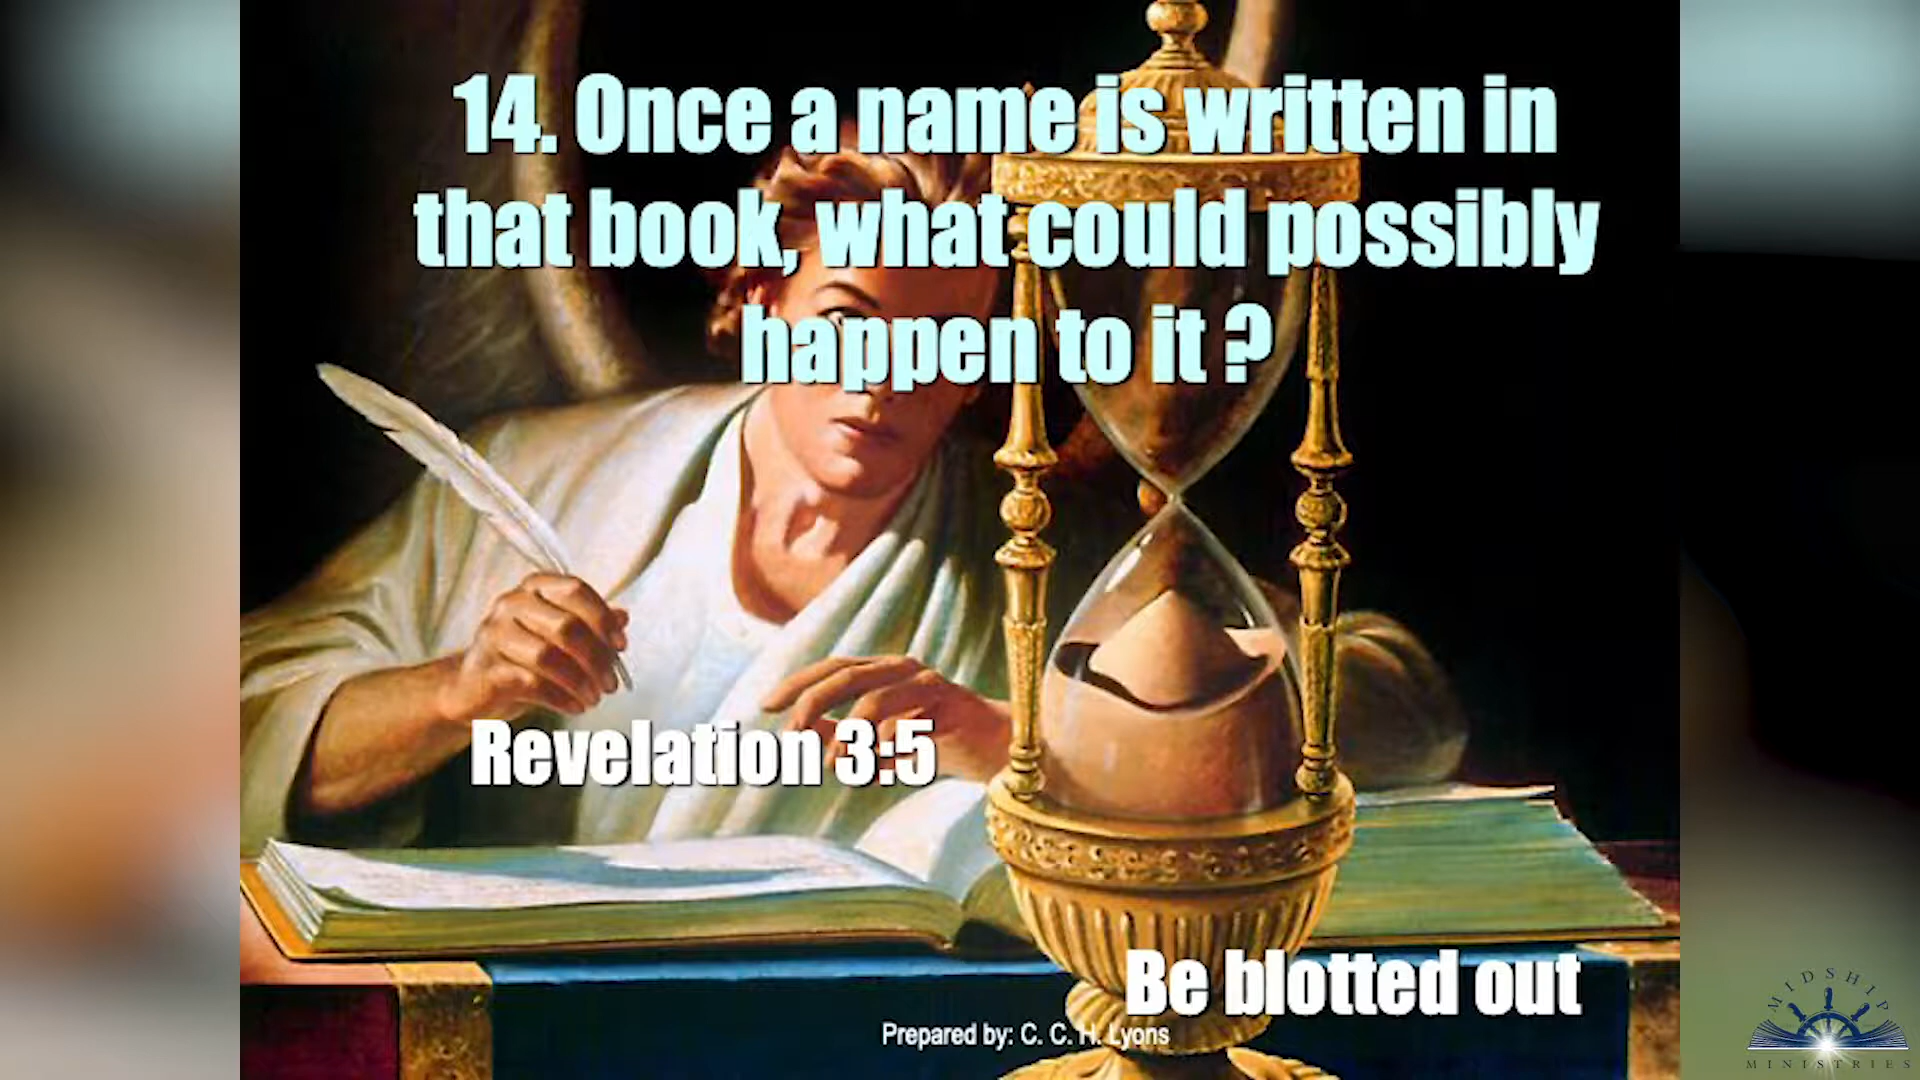 14. Once a name is written in
that book, what could possibly
happen to it ?
Revelation 3:5
Be blotted out
Prepared by: C. C. H. Lyons
MIDSHIP
MINISTRIES